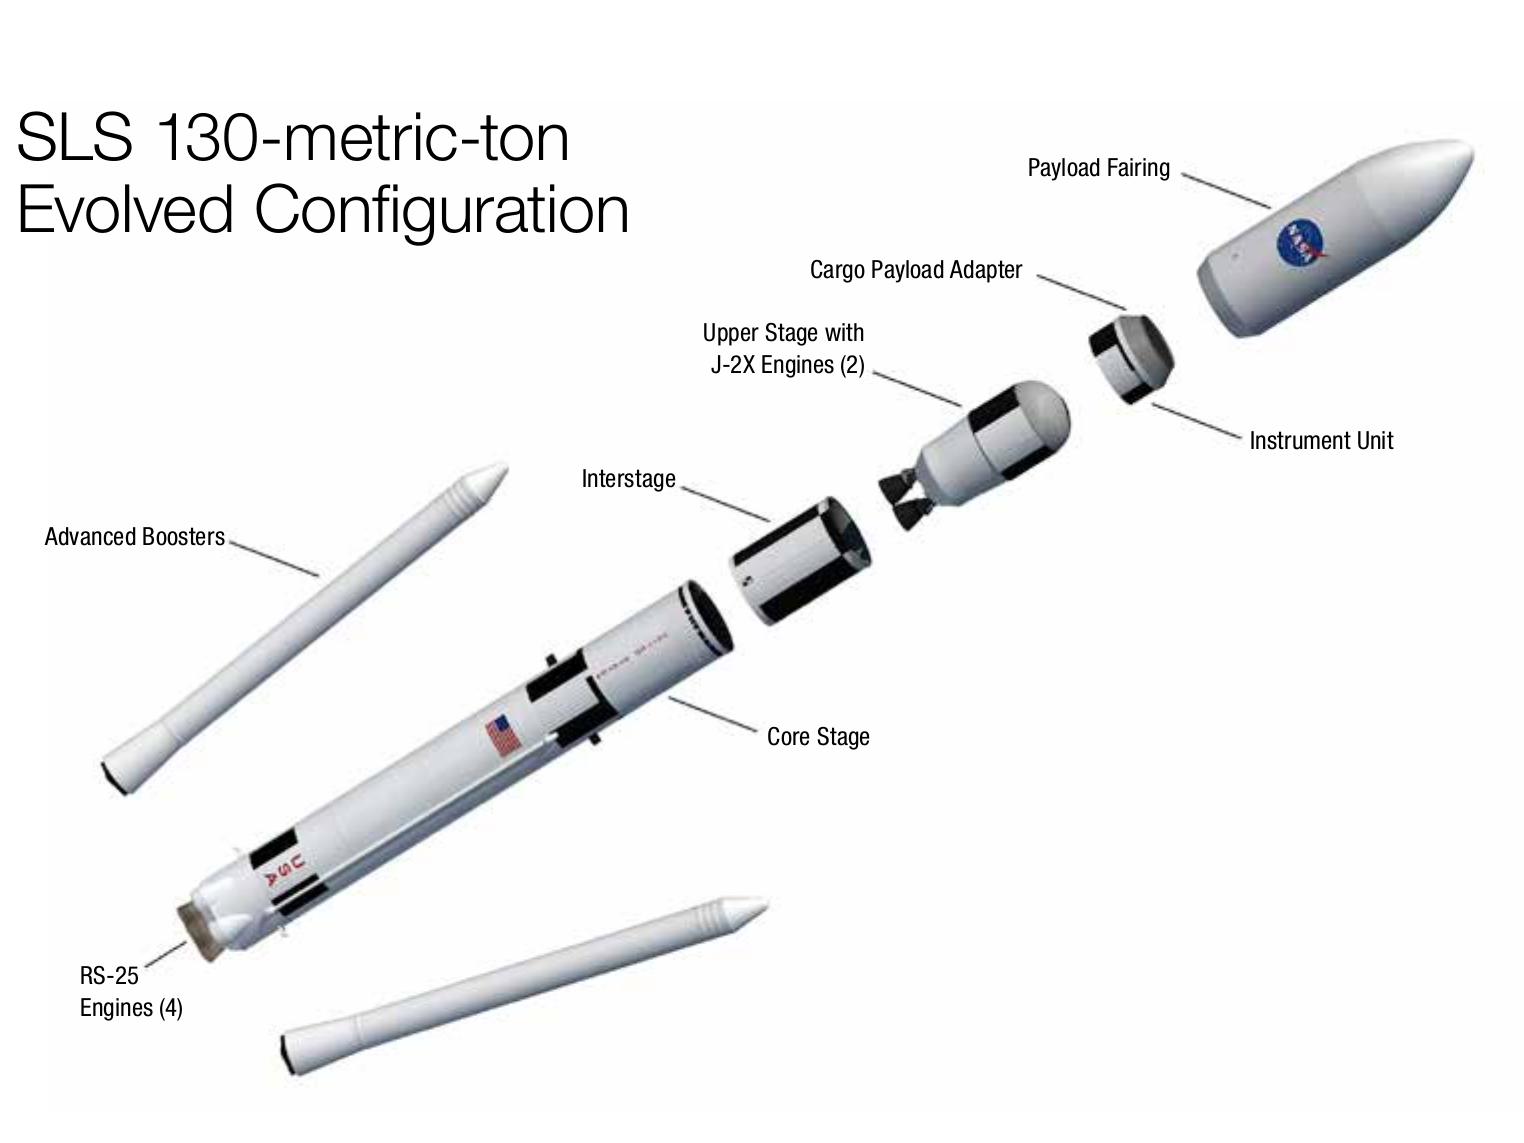 SLS 130-metric-ton
Evolved Configuration
Payload Fairing
NASA
Cargo Payload Adapter
Upper Stage with
J-2X Engines (2)
Instrument Unit
Interstage
Advanced Boosters
Core Stage
USA
RS-25
Engines (4)